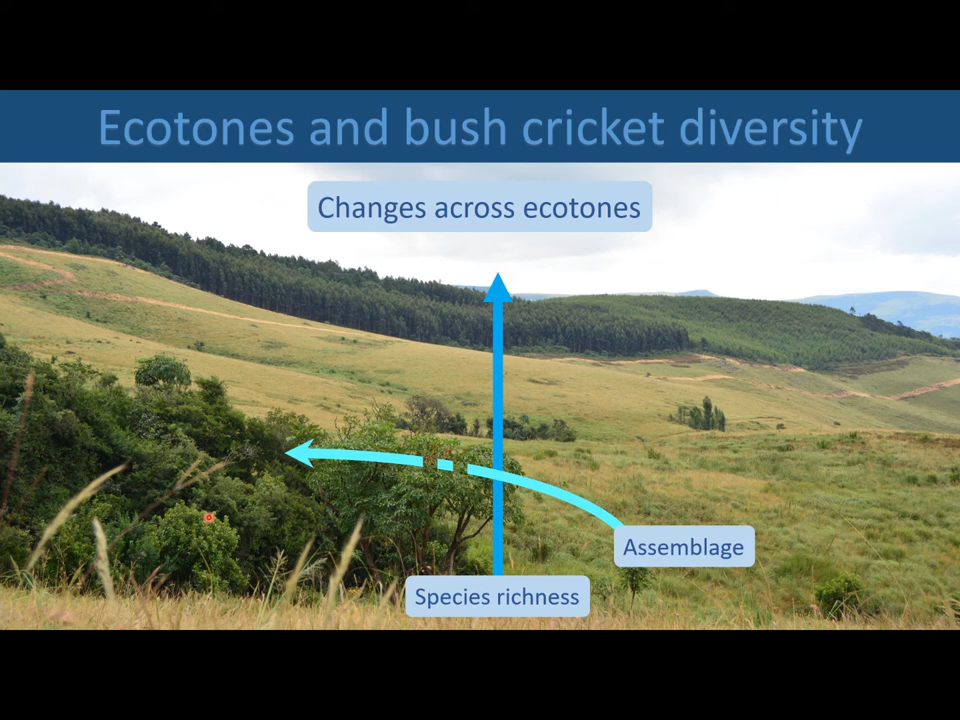 Ecotones and bush cricket diversity
Changes across ecotones
Assemblage
Species richness